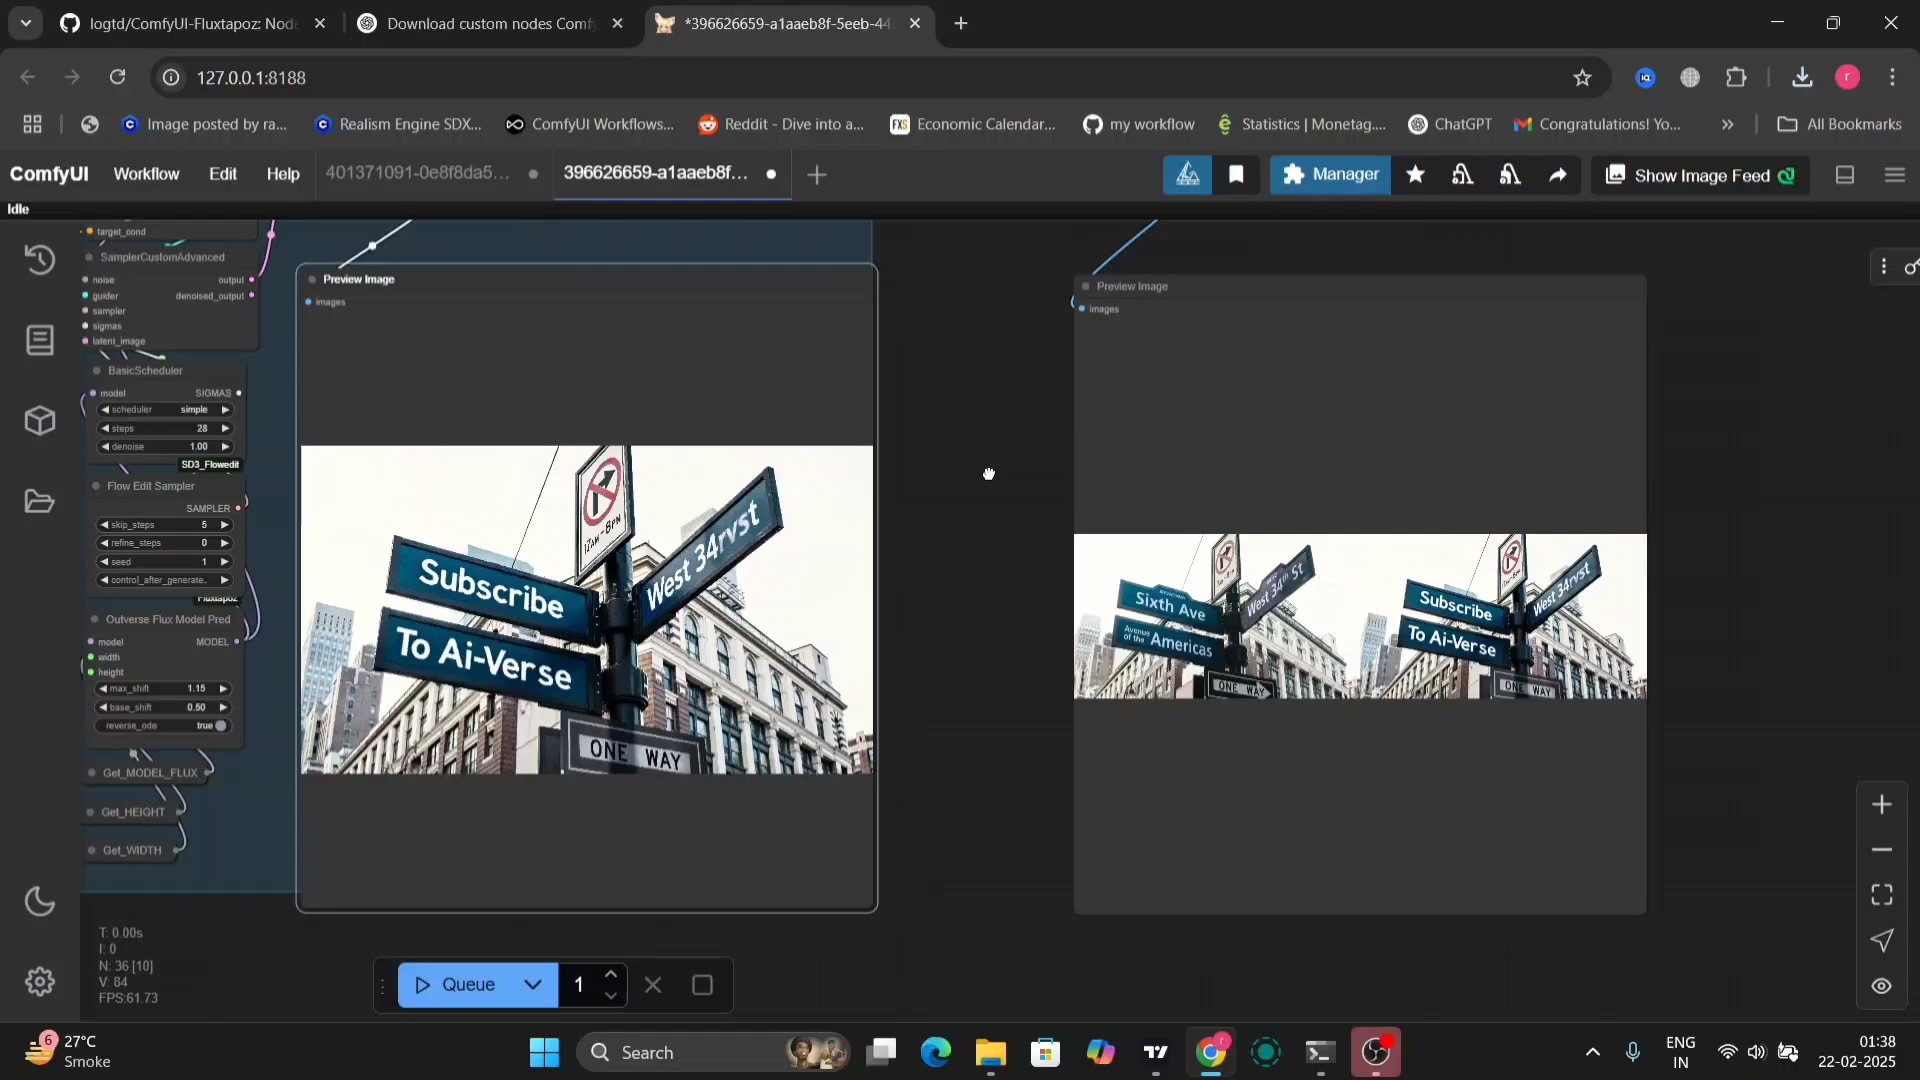 logtd/ComfyUI-Fluxtapoz: Node
Download custom nodes Comfy
*396626659-a1aaeb8f-5eeb-44
127.0.0.1:8188
Image posted by ra...
Realism Engine SDX...
ComfyUI Workflows...
Reddit - Dive into a...
FXS
Economic Calendar...
my workflow
Statistics | Monetag....
ChatGPT
Congratulations! Yo...
All Bookmarks
ComfyUI
Workflow
Edit
Help
401371091-0e8f8da5...
396626659-a1aaeb8f...
Manager
Show Image Feed
Idle
target_cond
SamplerCustomAdvanced
noise output
guider denoised_output
sampler
sigmas
latent_image
BasicScheduler
model SIGMAS
scheduler simple
steps 28
denoise 1.00
SD3_Flowedit
Flow Edit Sampler
SAMPLER
skip_steps 5
refine_steps 0
seed 1
control_after_generate.
Fluxtapoz
Outverse Flux Model Pred
model MODEL
width
height
max_shift 1.15
base_shift 0.50
reverse_ode true
Get_MODEL_FLUX
Get_HEIGHT
Get_WIDTH
Preview Image
images
Subscribe
To Ai-Verse
West 34rvst
ONE WAY
Preview Image
images
Sixth Ave
Avenue
of the Americas
West 34th St
ONE WAY
Subscribe
To Ai-Verse
West 34rvst
ONE WAY
T: 0.00s
I: 0
N: 36 [10]
V: 84
FPS:61.73
Queue
1
6
27°C
Smoke
Search
ENG
IN
01:38
22-02-2025